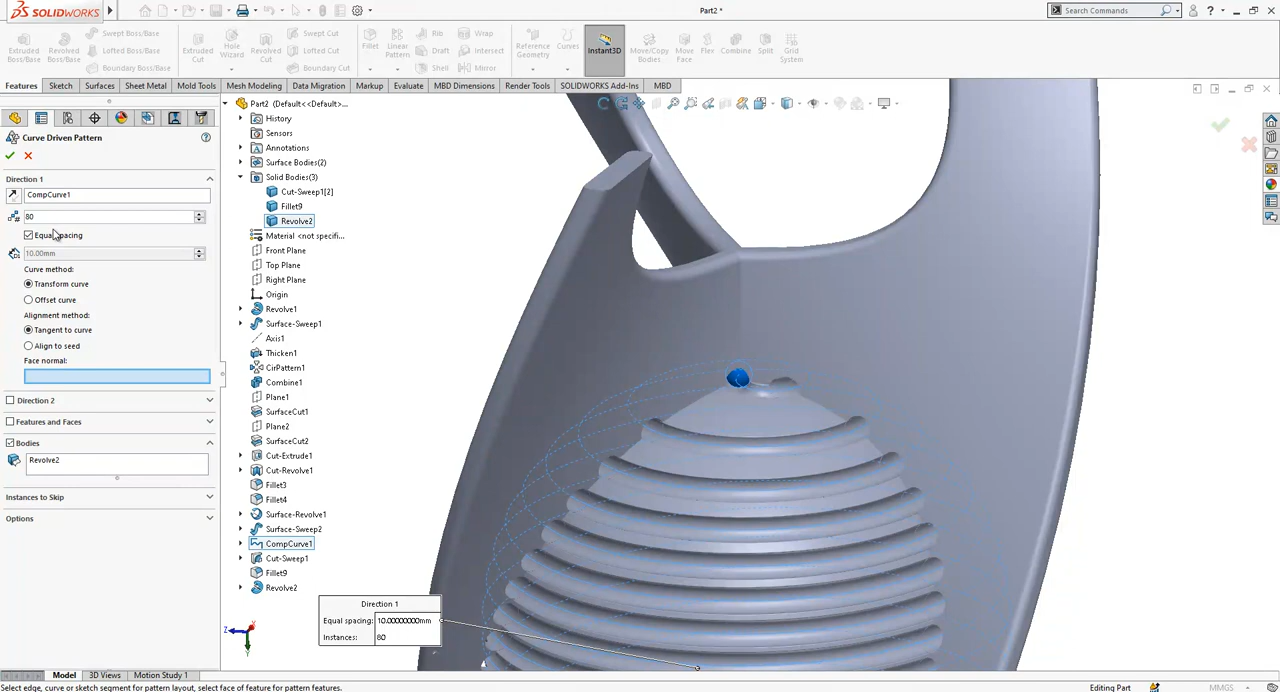 SOLIDWORKS
Part2 *
Search Commands
Extruded Boss/Base
Revolved Boss/Base
Swept Boss/Base
Lofted Boss/Base
Boundary Boss/Base
Extruded Cut
Hole Wizard
Revolved Cut
Swept Cut
Lofted Cut
Boundary Cut
Fillet
Linear Pattern
Rib
Draft
Shell
Wrap
Intersect
Mirror
Reference Geometry
Curves
Instant3D
Move/Copy Bodies
Move Face
Flex
Combine
Split
Grid System
Features Sketch Surfaces Sheet Metal Mold Tools Mesh Modeling Data Migration Markup Evaluate MBD Dimensions Render Tools SOLIDWORKS Add-Ins MBD
Curve Driven Pattern
Direction 1
CompCurve1
80
Equal spacing
10.00mm
Curve method:
Transform curve
Offset curve
Alignment method:
Tangent to curve
Align to seed
Face normal:
Direction 2
Features and Faces
Bodies
Revolve2
Instances to Skip
Options
Part2 (Default<<Default>...
History
Sensors
Annotations
Surface Bodies(2)
Solid Bodies(3)
Cut-Sweep1[2]
Fillet9
Revolve2
Material <not specifi...
Front Plane
Top Plane
Right Plane
Origin
Revolve1
Surface-Sweep1
Axis1
Thicken1
CirPattern1
Combine1
Plane1
SurfaceCut1
Plane2
SurfaceCut2
Cut-Extrude1
Cut-Revolve1
Fillet3
Fillet4
Surface-Revolve1
Surface-Sweep2
CompCurve1
Cut-Sweep1
Fillet9
Revolve2
Direction 1
Equal spacing: 10.00000000mm
Instances: 80
Model 3D Views Motion Study 1
Select edge, curve or sketch segment for pattern layout, select face of feature for pattern features.
Editing Part
MMGS